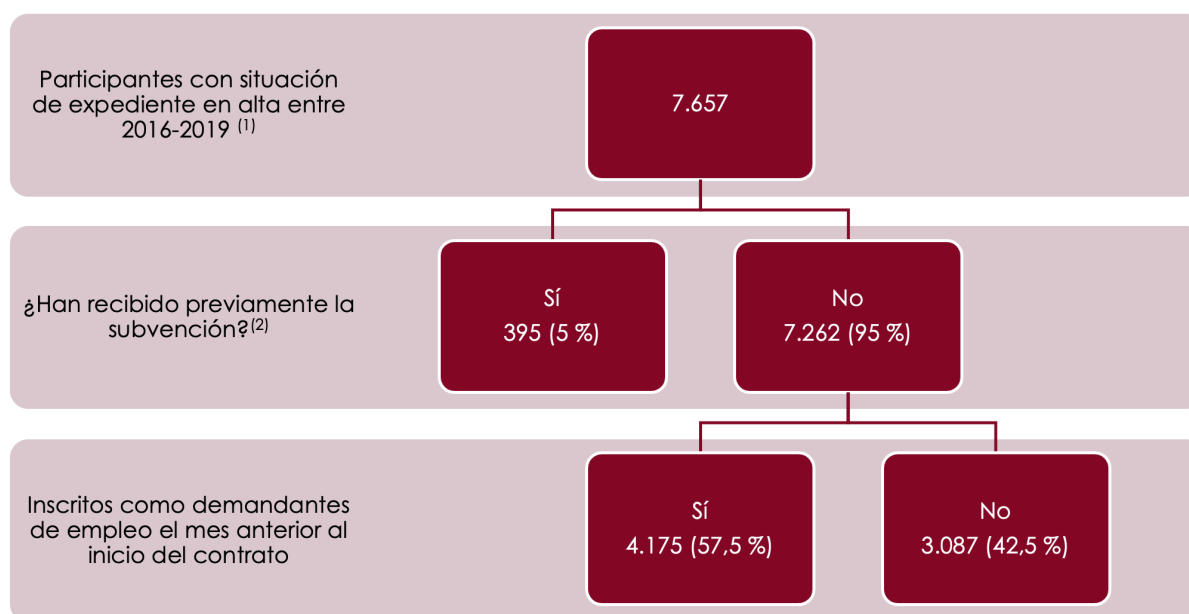 Participantes con situación
de expediente en alta entre
2016-2019 (1)
7.657
¿Han recibido previamente la
subvención?(2)
Sí
395 (5 %)
No
7.262 (95 %)
Inscritos como demandantes
de empleo el mes anterior al
inicio del contrato
Sí
4.175 (57,5 %)
No
3.087 (42,5 %)